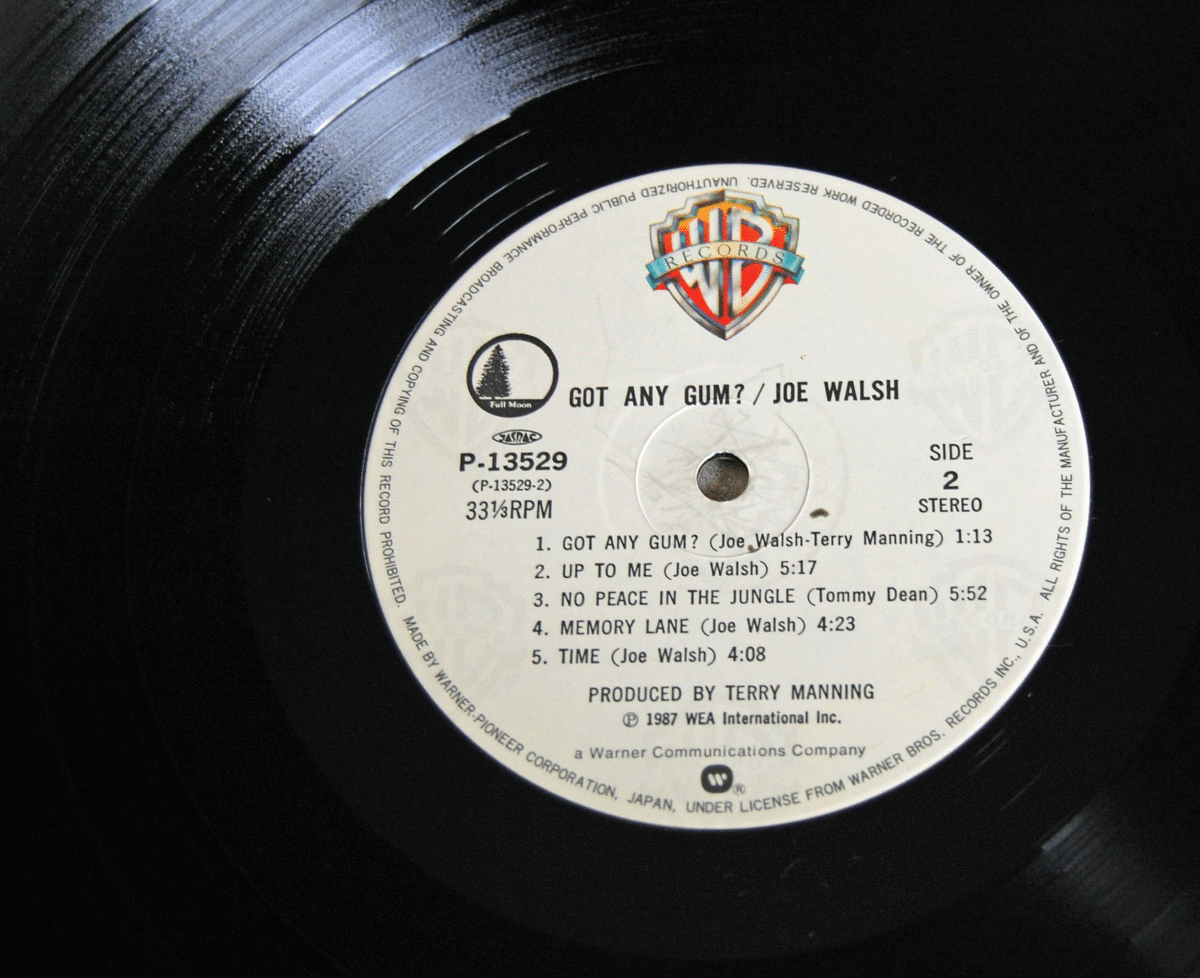 WB
RECORDS
Full Moon
GOT ANY GUM? / JOE WALSH
JASRAC
P-13529
(P-13529-2)
33⅓RPM
SIDE
2
STEREO
1. GOT ANY GUM? (Joe Walsh-Terry Manning) 1:13
2. UP TO ME (Joe Walsh) 5:17
3. NO PEACE IN THE JUNGLE (Tommy Dean) 5:52
4. MEMORY LANE (Joe Walsh) 4:23
5. TIME (Joe Walsh) 4:08
PRODUCED BY TERRY MANNING
℗ 1987 WEA International Inc.
a Warner Communications Company
W®
MADE BY WARNER-PIONEER CORPORATION, JAPAN, UNDER LICENSE FROM WARNER BROS. RECORDS INC., U.S.A. ALL RIGHTS OF THE MANUFACTURER AND OF THE OWNER OF THE RECORDED WORK RESERVED. UNAUTHORIZED PUBLIC PERFORMANCE BROADCASTING AND COPYING OF THIS RECORD PROHIBITED.